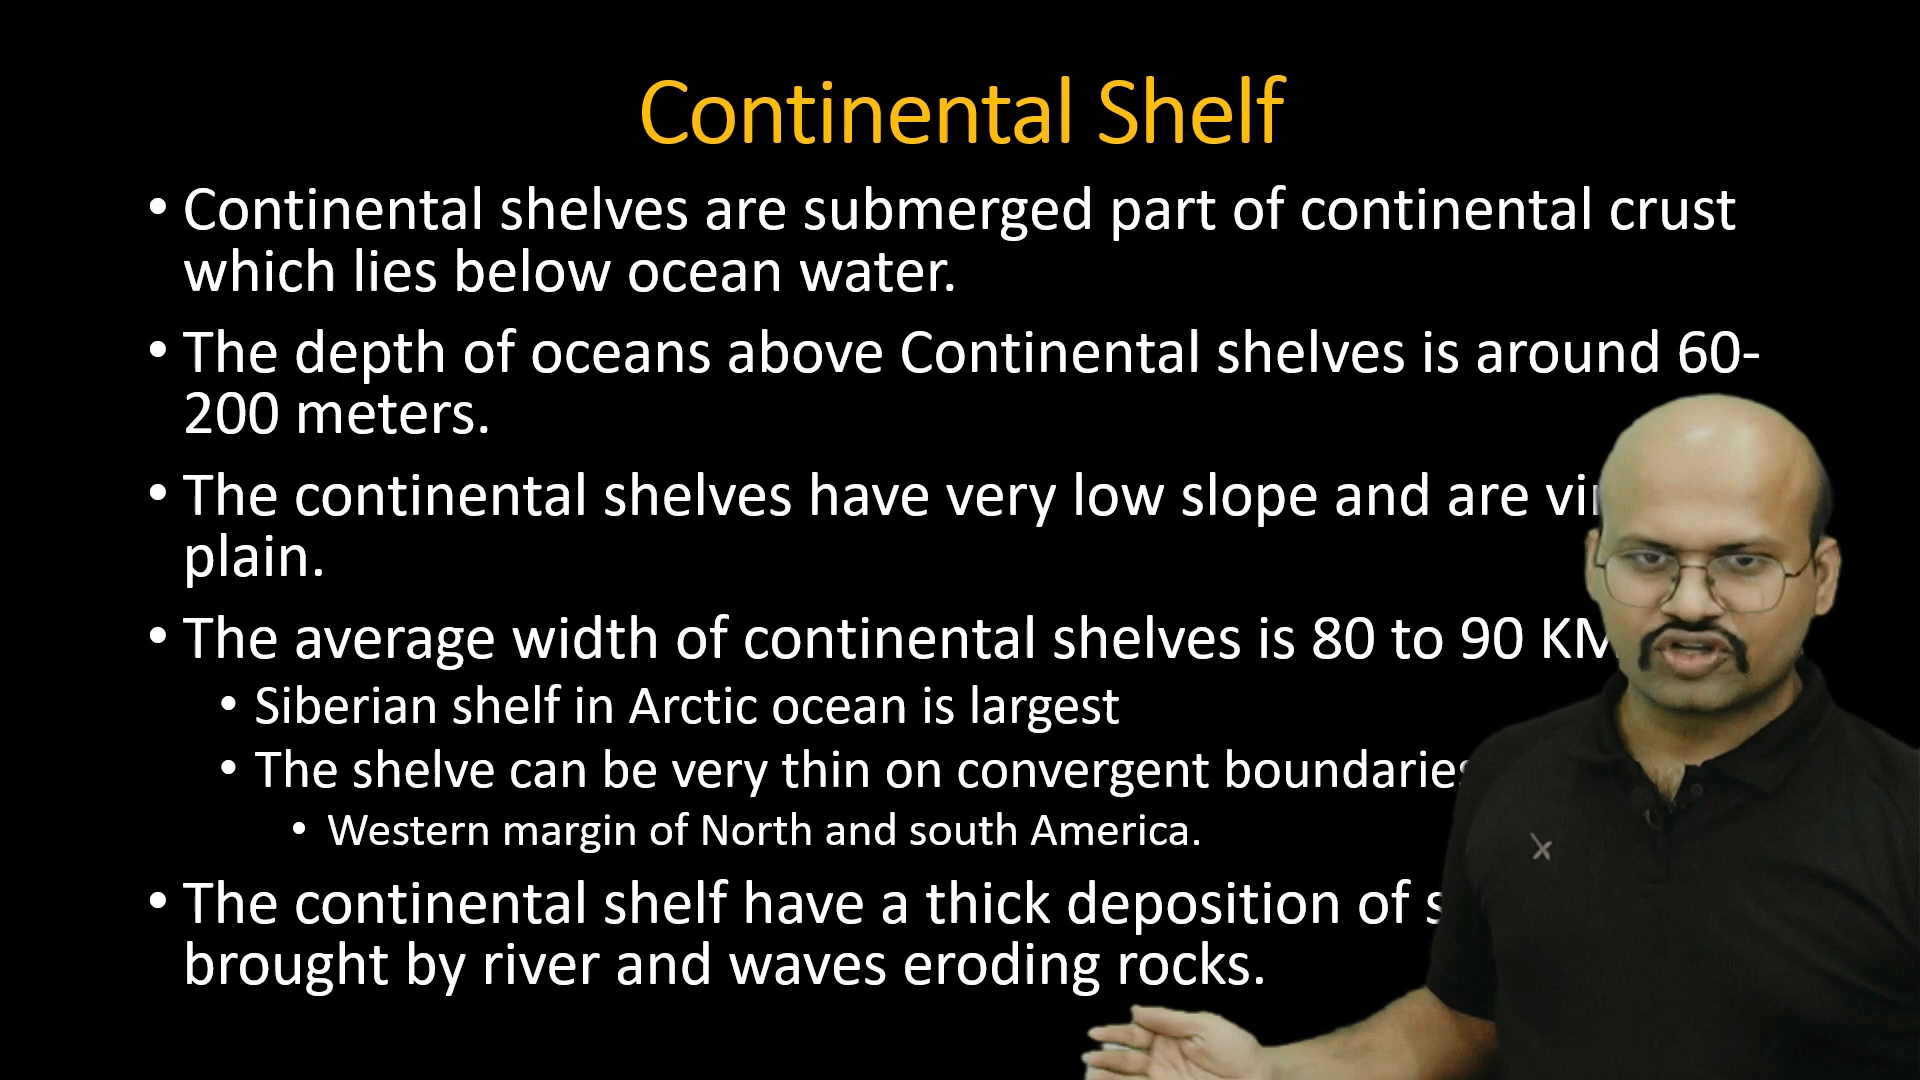 Continental Shelf
• Continental shelves are submerged part of continental crust
which lies below ocean water.
• The depth of oceans above Continental shelves is around 60-
200 meters.
• The continental shelves have very low slope and are
plain.
• The average width of continental shelves is 80 to 90
• Siberian shelf in Arctic ocean is largest
• The shelve can be very thin on convergent boundaries
• Western margin of North and south America.
• The continental shelf have a thick deposition of
brought by river and waves eroding rocks.